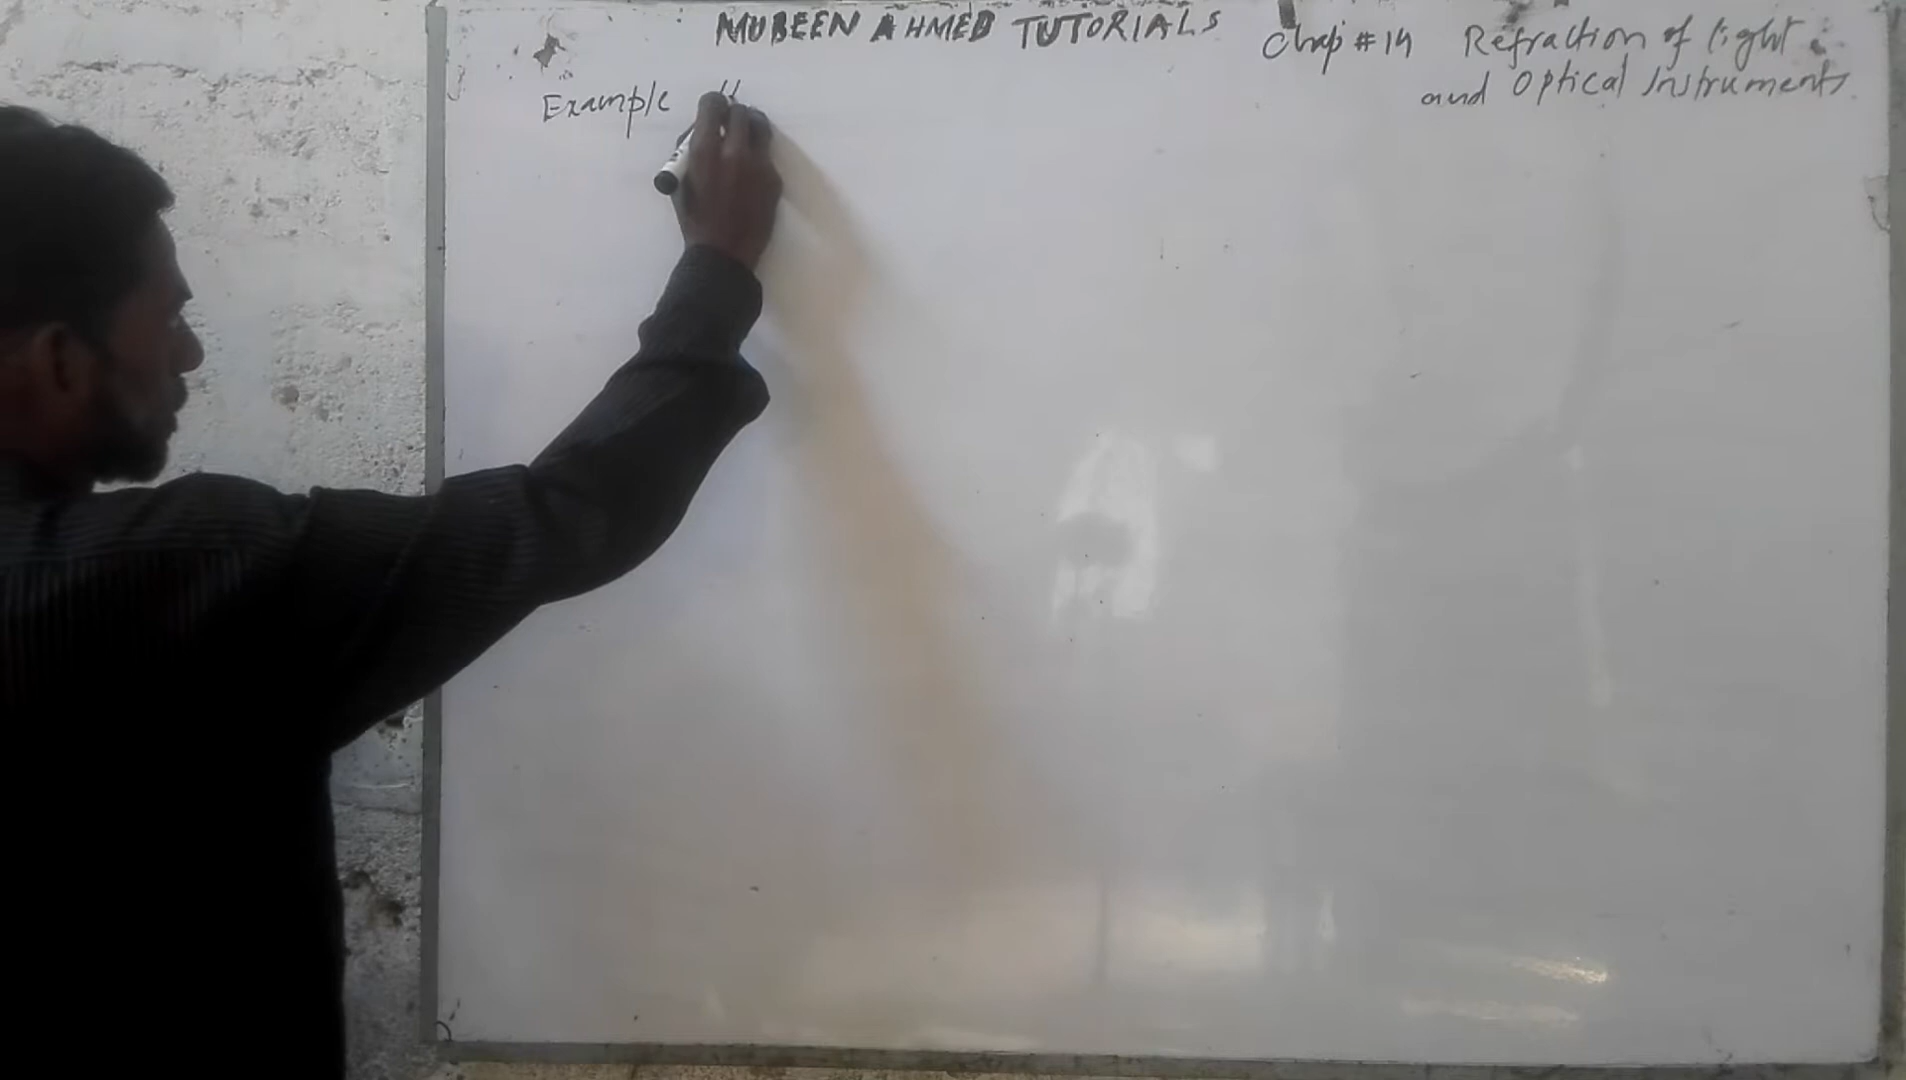 MUBEEN AHMED TUTORIALS
Chap # 14 Refraction of light
and Optical Instruments
Example